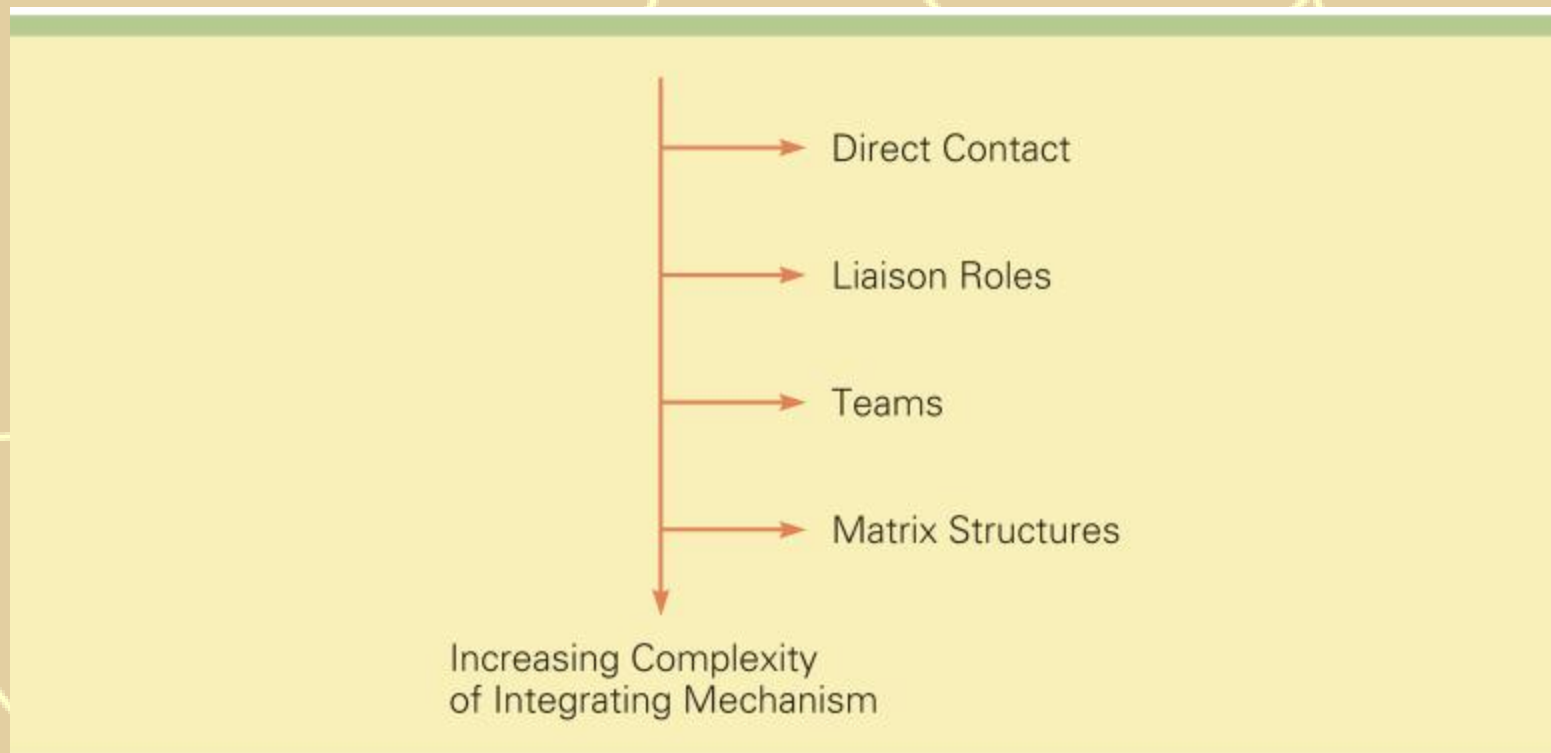 Direct Contact
Liaison Roles
Teams
Matrix Structures
Increasing Complexity
of Integrating Mechanism